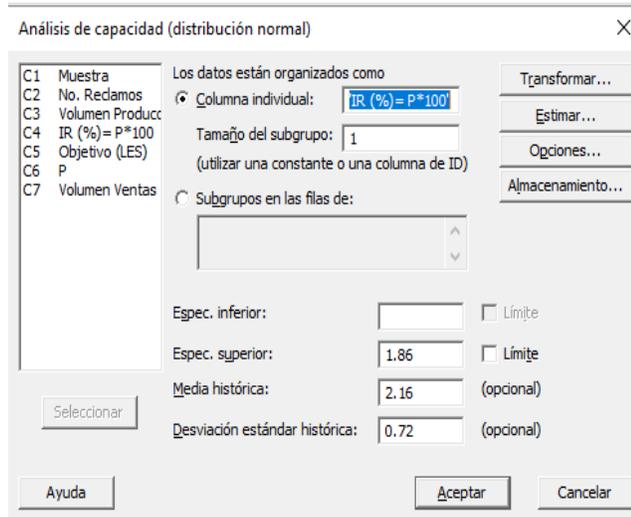 Análisis de capacidad (distribución normal)
C1 Muestra
C2 No. Reclamos
C3 Volumen Producc
C4 IR (%)= P*100
C5 Objetivo (LES)
C6 P
C7 Volumen Ventas
Los datos están organizados como
Columna individual: 'IR (%)= P*100'
Tamaño del subgrupo: 1
(utilizar una constante o una columna de ID)
Subgrupos en las filas de:
Transformar...
Estimar...
Opciones...
Almacenamiento...
Espec. inferior: Límite
Espec. superior: 1.86 Límite
Media histórica: 2.16 (opcional)
Desviación estándar histórica: 0.72 (opcional)
Seleccionar
Ayuda
Aceptar
Cancelar